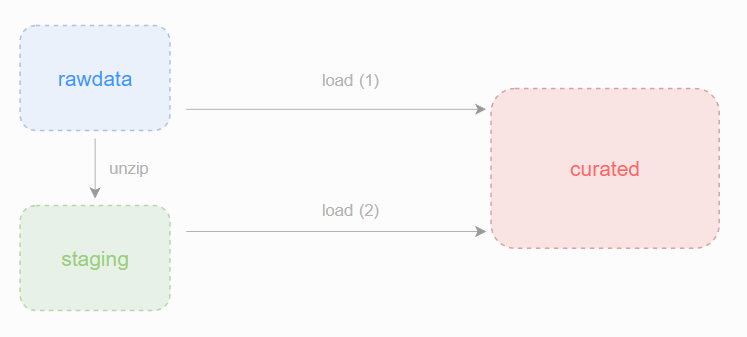 rawdata
load (1)
unzip
curated
load (2)
staging